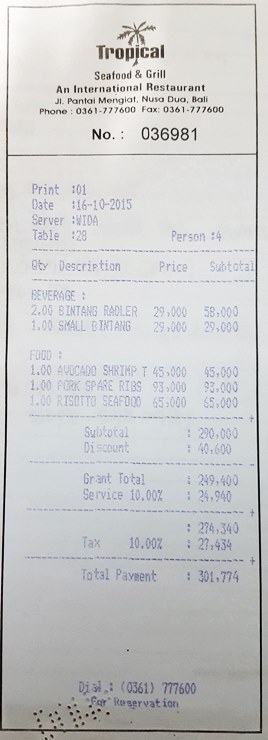 Tropical
Seafood & Grill
An International Restaurant
Jl. Pantai Mengiat, Nusa Dua, Bali
Phone : 0361-777600 Fax: 0361-777600
No. : 036981
Print :01
Date :16-10-2015
Server :WIDA
Table :28 Person :4
Qty Description Price Subtotal
BEVERAGE :
2.00 BINTANG RADLER 29,000 58,000
1.00 SMALL BINTANG 29,000 29,000
FOOD :
1.00 AVOCADO SHRIMP T 45,000 45,000
1.00 PORK SPARE RIBS 93,000 93,000
1.00 RISOTTO SEAFOOD 65,000 65,000
Subtotal : 290,000
Discount : 40,600
Grant Total : 249,400
Service 10.00% : 24,940
: 274,340
Tax 10.00% : 27,434
Total Payment : 301,774
Dial : (0361) 777600
For Reservation